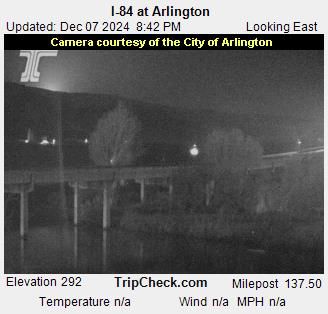 I-84 at Arlington
Updated: Dec 07 2024 8:42 PM Looking East
Camera courtesy of the City of Arlington
Elevation 292 TripCheck.com Milepost 137.50
Temperature n/a Wind n/a MPH n/a